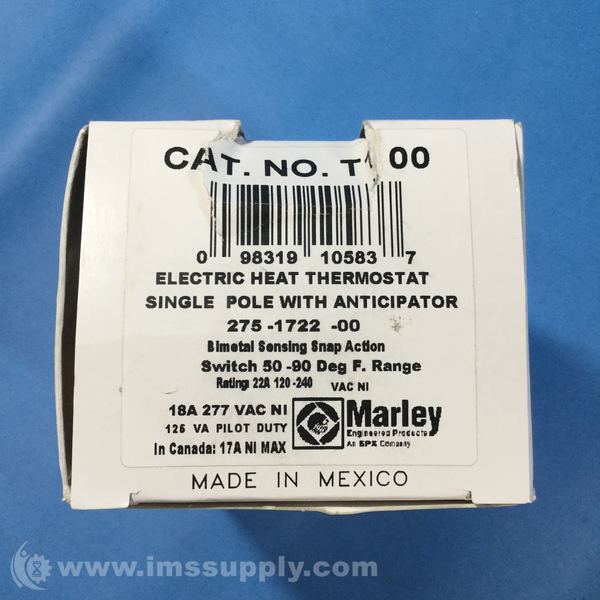 CAT. NO. T 00
0 98319 10583 7
ELECTRIC HEAT THERMOSTAT
SINGLE POLE WITH ANTICIPATOR
275 -1722 -00
Bimetal Sensing Snap Action
Switch 50 -90 Deg F. Range
Rating: 22A 120 -240 VAC NI
18A 277 VAC NI
125 VA PILOT DUTY
In Canada: 17A NI MAX
Marley
Engineered Products
An SPX Company
MADE IN MEXICO
www.imssupply.com